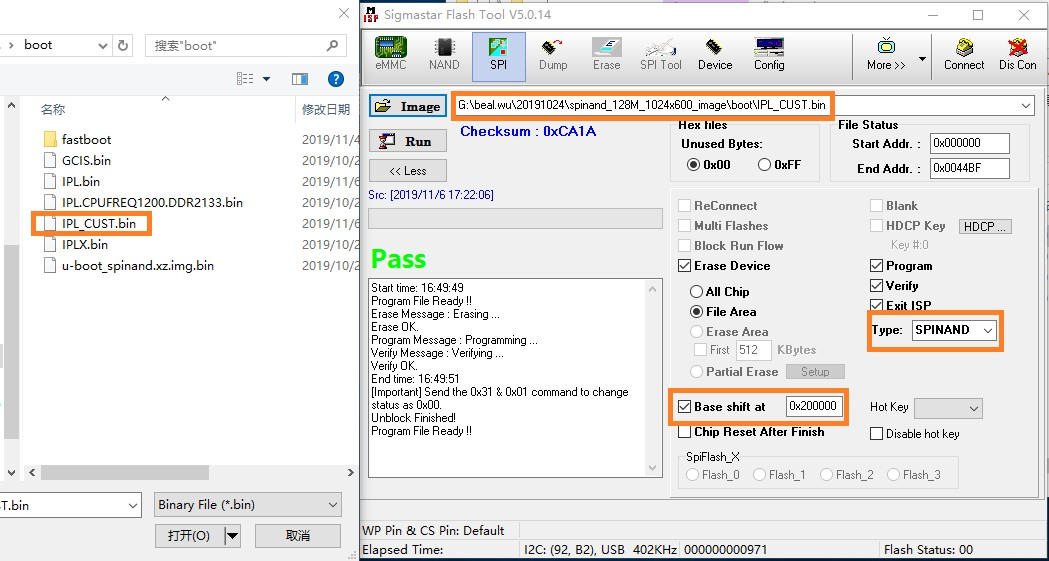 boot
搜索"boot"
名称
修改日期
fastboot
2019/11/4
GCIS.bin
2019/10/2
IPL.bin
2019/11/6
IPL.CPUFREQ1200.DDR2133.bin
2019/10/2
IPL_CUST.bin
2019/11/6
IPLX.bin
2019/10/2
u-boot_spinand.xz.img.bin
2019/10/2
T.bin
Binary File (*.bin)
打开(O)
取消
M
ISP
Sigmastar Flash Tool V5.0.14
eMMC
NAND
SPI
Dump
Erase
SPI Tool
Device
Config
More >>
Connect
Dis Con
Image
G:\beal.wu\20191024\spinand_128M_1024x600_image\boot\IPL_CUST.bin
Checksum : 0xCA1A
Run
<< Less
Src: [2019/11/6 17:22:06]
Hex files
Unused Bytes:
0x00
0xFF
File Status
Start Addr. :
0x000000
End Addr. :
0x0044BF
Pass
Start time: 16:49:49
Program File Ready !!
Erase Message : Erasing ...
Erase OK.
Program Message : Programming ...
Verify Message : Verifying ...
Verify OK.
End time: 16:49:51
[Important] Send the 0x31 & 0x01 command to change
status as 0x00.
Unblock Finished!
Program File Ready !!
ReConnect
Multi Flashes
Block Run Flow
Erase Device
All Chip
File Area
Erase Area
First
512
KBytes
Partial Erase
Setup
Base shift at
0x200000
Chip Reset After Finish
Blank
HDCP Key
HDCP ...
Key #:0
Program
Verify
Exit ISP
Type:
SPINAND
Hot Key
Disable hot key
SpiFlash_X
Flash_0
Flash_1
Flash_2
Flash_3
WP Pin & CS Pin: Default
Elapsed Time:
I2C: (92, B2), USB 402KHz
000000000971
Flash Status: 00